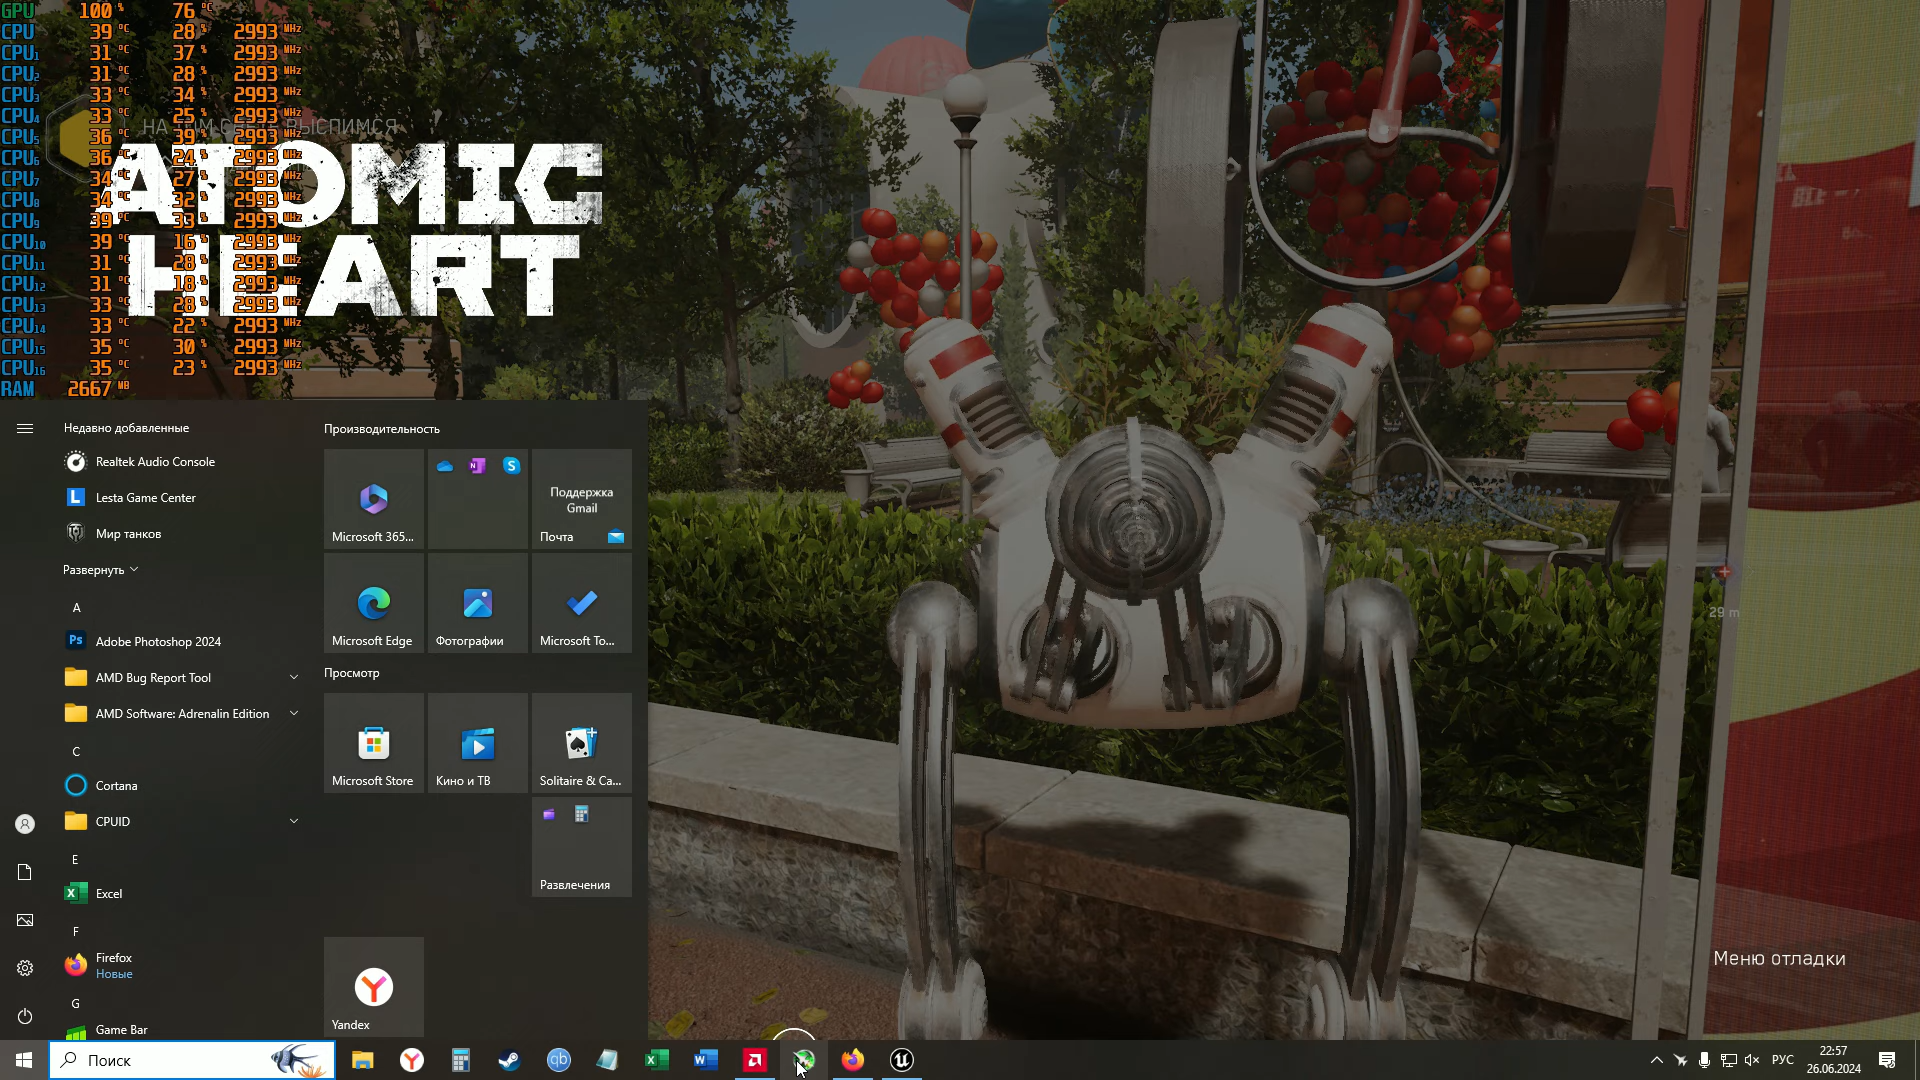 GPU 100 % 76 °C
CPU 39 °C 28 % 2993 MHz
CPU1 31 °C 37 % 2993 MHz
CPU2 31 °C 28 % 2993 MHz
CPU3 33 °C 34 % 2993 MHz
CPU4 33 °C 25 % 2993 MHz
CPU5 36 °C 39 % 2993 MHz
CPU6 36 °C 24 % 2993 MHz
CPU7 34 °C 27 % 2993 MHz
CPU8 34 °C 32 % 2993 MHz
CPU9 39 °C 33 % 2993 MHz
CPU10 39 °C 16 % 2993 MHz
CPU11 31 °C 28 % 2993 MHz
CPU12 31 °C 18 % 2993 MHz
CPU13 33 °C 28 % 2993 MHz
CPU14 33 °C 22 % 2993 MHz
CPU15 35 °C 30 % 2993 MHz
CPU16 35 °C 23 % 2993 MHz
RAM 2667 MB
ATOMIC
HEART
Недавно добавленные
Realtek Audio Console
Lesta Game Center
Мир танков
Развернуть
A
Adobe Photoshop 2024
AMD Bug Report Tool
AMD Software: Adrenalin Edition
C
Cortana
CPUID
E
Excel
F
Firefox
Новые
G
Game Bar
Производительность
Microsoft 365...
Поддержка
Gmail
Почта
Microsoft Edge
Фотографии
Microsoft To...
Просмотр
Microsoft Store
Кино и ТВ
Solitaire & Ca...
Развлечения
Yandex
29 m
Меню отладки
Поиск
РУС
22:57
26.06.2024